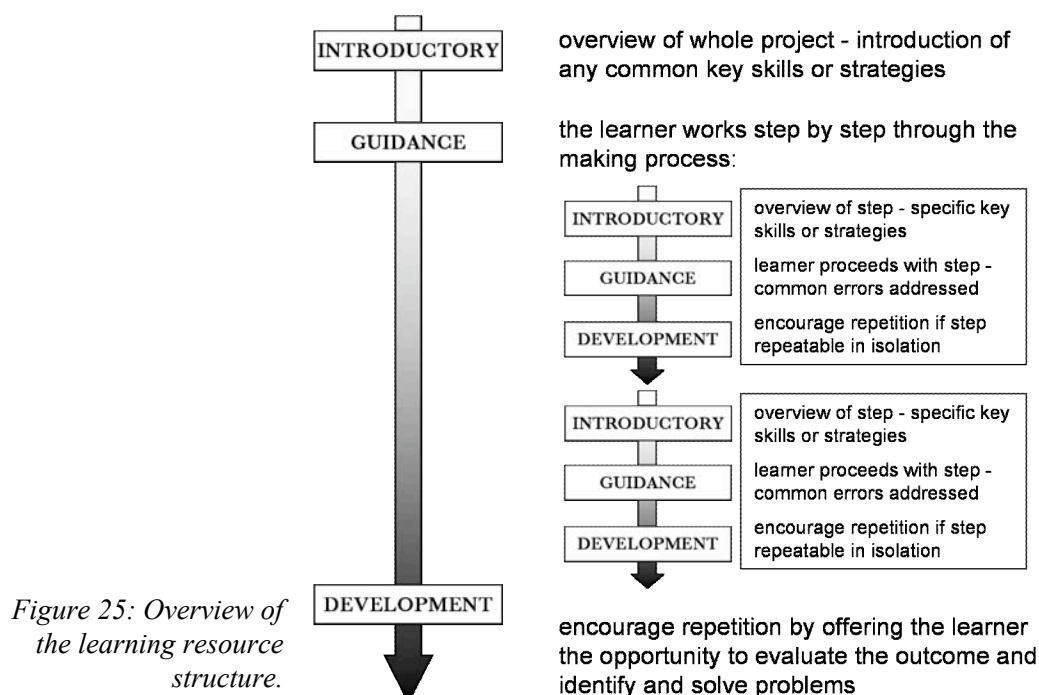 INTRODUCTORY
overview of whole project - introduction of
any common key skills or strategies
GUIDANCE
the learner works step by step through the
making process:
INTRODUCTORY
overview of step - specific key
skills or strategies
GUIDANCE
learner proceeds with step -
common errors addressed
DEVELOPMENT
encourage repetition if step
repeatable in isolation
INTRODUCTORY
overview of step - specific key
skills or strategies
GUIDANCE
learner proceeds with step -
common errors addressed
DEVELOPMENT
encourage repetition if step
repeatable in isolation
DEVELOPMENT
encourage repetition by offering the learner
the opportunity to evaluate the outcome and
identify and solve problems
Figure 25: Overview of
the learning resource
structure.